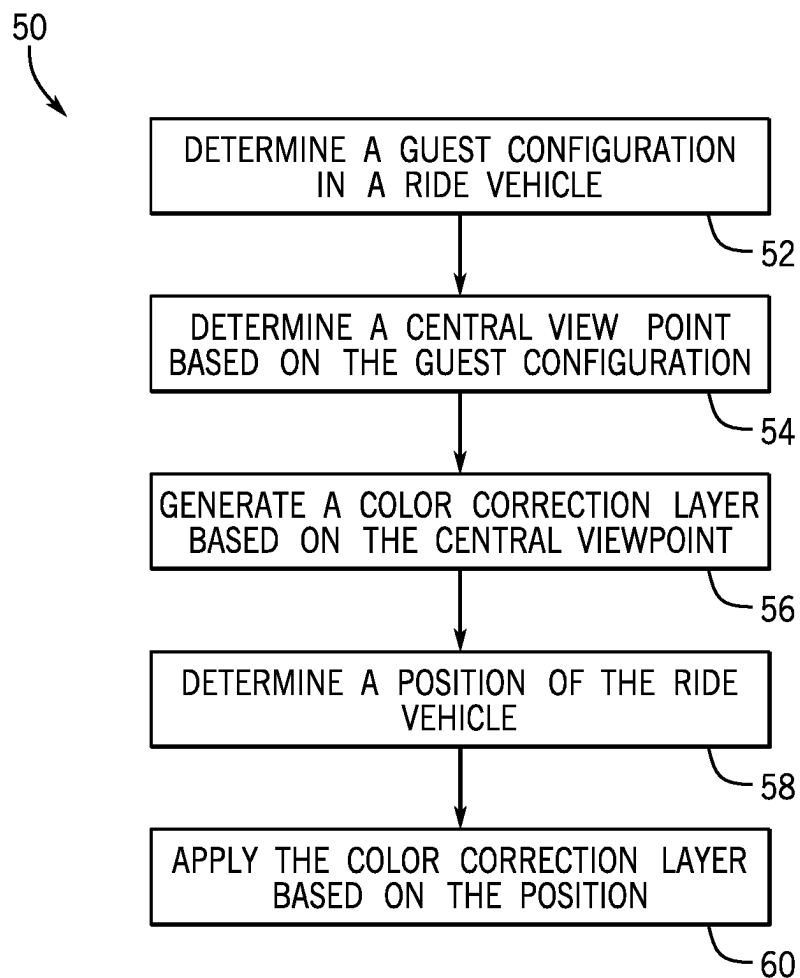 50
DETERMINE A GUEST CONFIGURATION
IN A RIDE VEHICLE
52
DETERMINE A CENTRAL VIEW POINT
BASED ON THE GUEST CONFIGURATION
54
GENERATE A COLOR CORRECTION LAYER
BASED ON THE CENTRAL VIEWPOINT
56
DETERMINE A POSITION OF THE RIDE
VEHICLE
58
APPLY THE COLOR CORRECTION LAYER
BASED ON THE POSITION
60